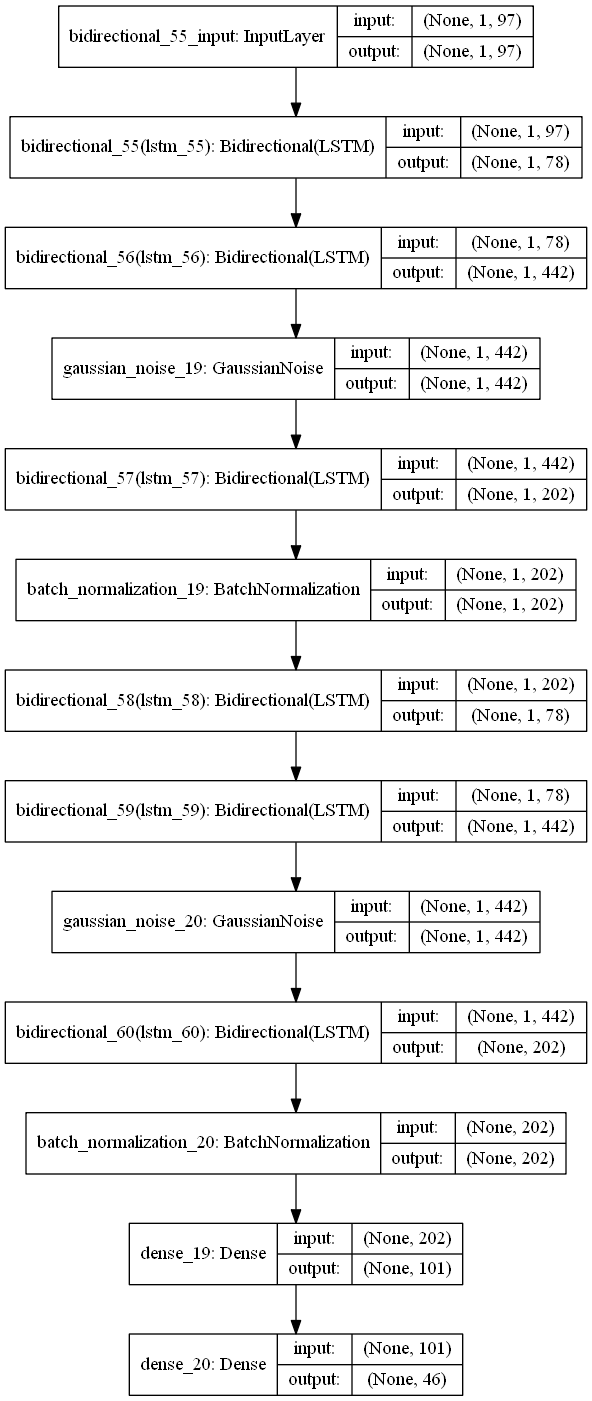 bidirectional_55_input: InputLayer
input: (None, 1, 97)
output: (None, 1, 97)
bidirectional_55(lstm_55): Bidirectional(LSTM)
input: (None, 1, 97)
output: (None, 1, 78)
bidirectional_56(lstm_56): Bidirectional(LSTM)
input: (None, 1, 78)
output: (None, 1, 442)
gaussian_noise_19: GaussianNoise
input: (None, 1, 442)
output: (None, 1, 442)
bidirectional_57(lstm_57): Bidirectional(LSTM)
input: (None, 1, 442)
output: (None, 1, 202)
batch_normalization_19: BatchNormalization
input: (None, 1, 202)
output: (None, 1, 202)
bidirectional_58(lstm_58): Bidirectional(LSTM)
input: (None, 1, 202)
output: (None, 1, 78)
bidirectional_59(lstm_59): Bidirectional(LSTM)
input: (None, 1, 78)
output: (None, 1, 442)
gaussian_noise_20: GaussianNoise
input: (None, 1, 442)
output: (None, 1, 442)
bidirectional_60(lstm_60): Bidirectional(LSTM)
input: (None, 1, 442)
output: (None, 202)
batch_normalization_20: BatchNormalization
input: (None, 202)
output: (None, 202)
dense_19: Dense
input: (None, 202)
output: (None, 101)
dense_20: Dense
input: (None, 101)
output: (None, 46)